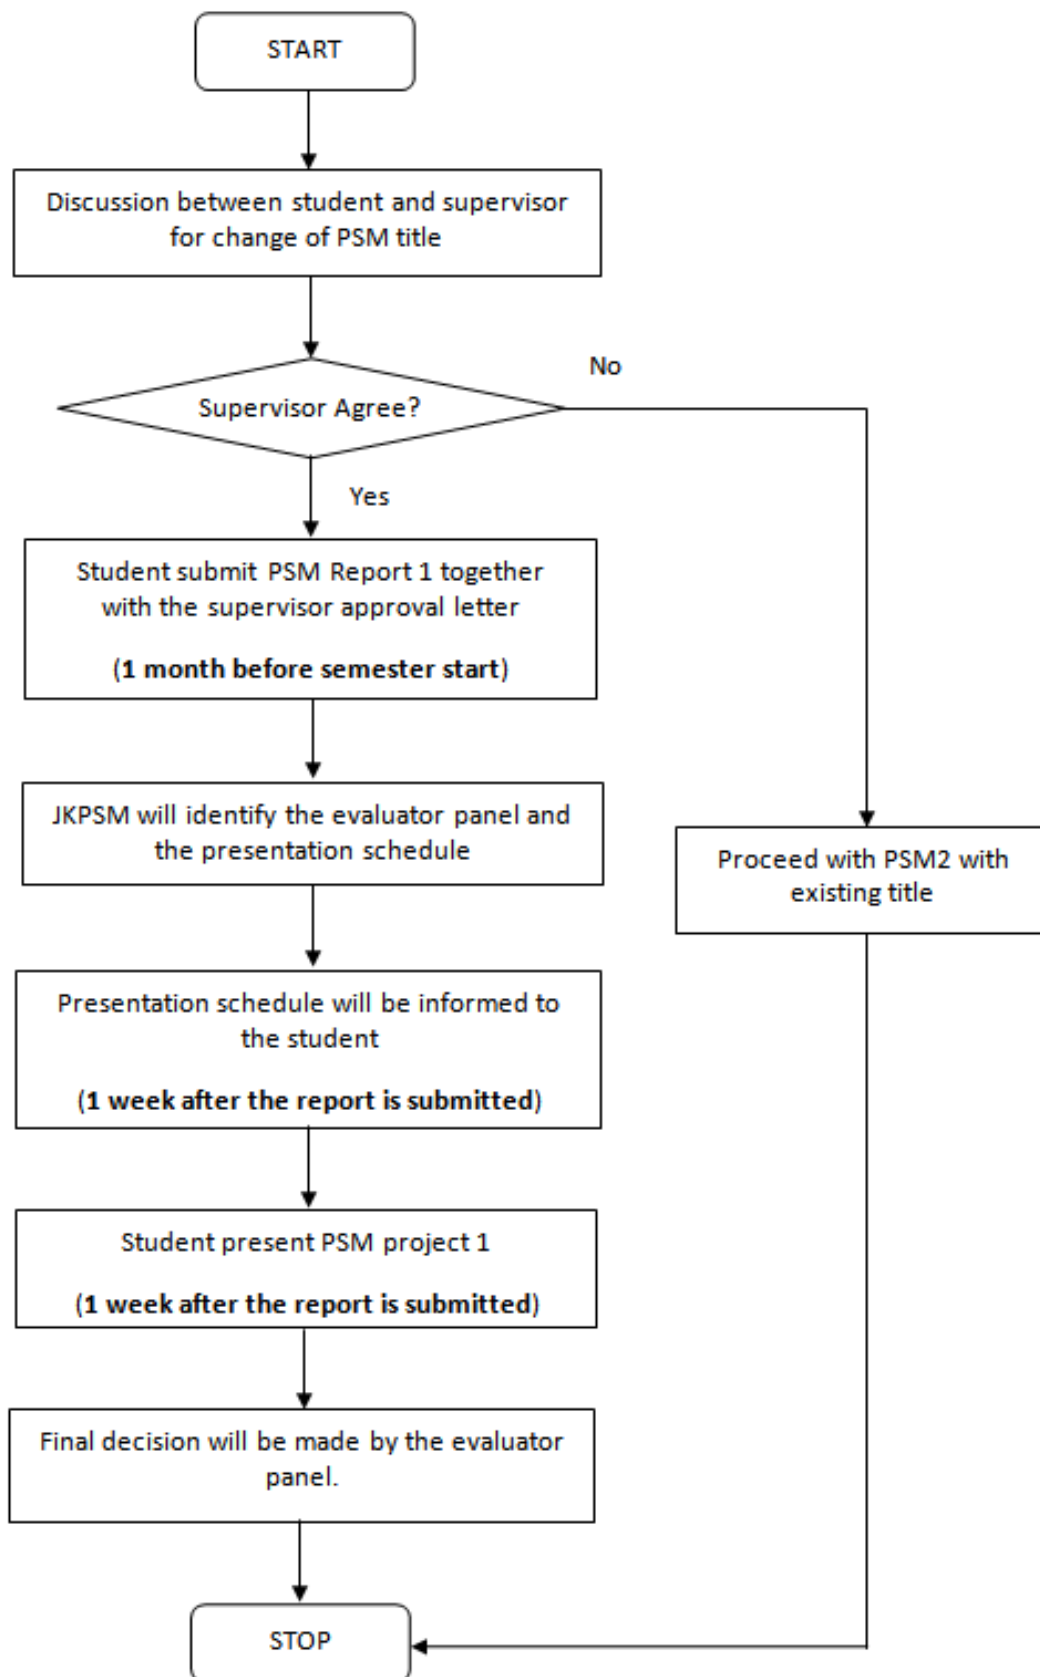 START
Discussion between student and supervisor
for change of PSM title
No
Supervisor Agree?
Yes
Student submit PSM Report 1 together
with the supervisor approval letter
(1 month before semester start)
JKPSM will identify the evaluator panel and
the presentation schedule
Proceed with PSM2 with
existing title
Presentation schedule will be informed to
the student
(1 week after the report is submitted)
Student present PSM project 1
(1 week after the report is submitted)
Final decision will be made by the evaluator
panel.
STOP